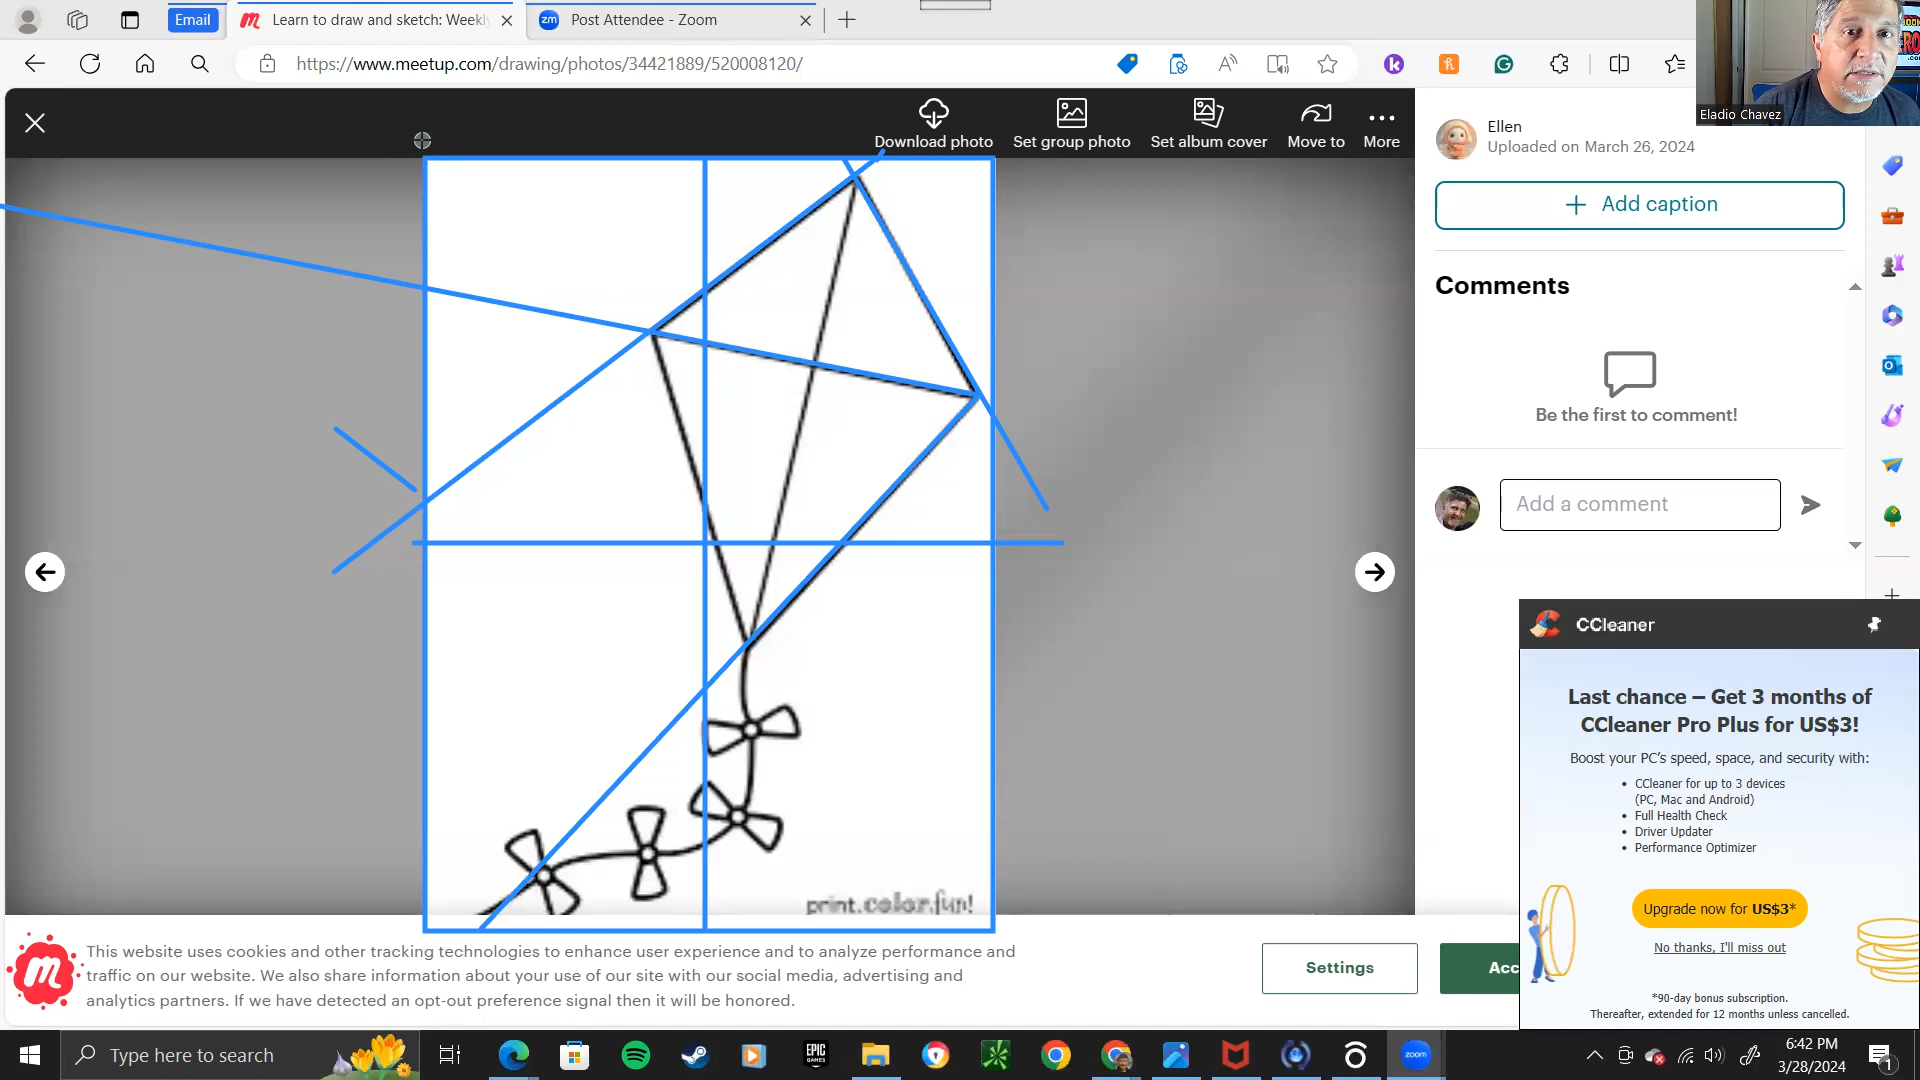 Email
Learn to draw and sketch: Weekly
Post Attendee - Zoom
https://www.meetup.com/drawing/photos/34421889/520008120/
Eladio Chavez
Download photo
Set group photo
Set album cover
Move to
More
Ellen
Uploaded on March 26, 2024
Add caption
Comments
Be the first to comment!
Add a comment
print.color.fun!
CCleaner
Last chance – Get 3 months of
CCleaner Pro Plus for US$3!
Boost your PC's speed, space, and security with:
• CCleaner for up to 3 devices
(PC, Mac and Android)
• Full Health Check
• Driver Updater
• Performance Optimizer
Upgrade now for US$3*
No thanks, I'll miss out
*90-day bonus subscription.
Thereafter, extended for 12 months unless cancelled.
This website uses cookies and other tracking technologies to enhance user experience and to analyze performance and
traffic on our website. We also share information about your use of our site with our social media, advertising and
analytics partners. If we have detected an opt-out preference signal then it will be honored.
Settings
Acc
Type here to search
EPIC
GAMES
zoom
6:42 PM
3/28/2024
1